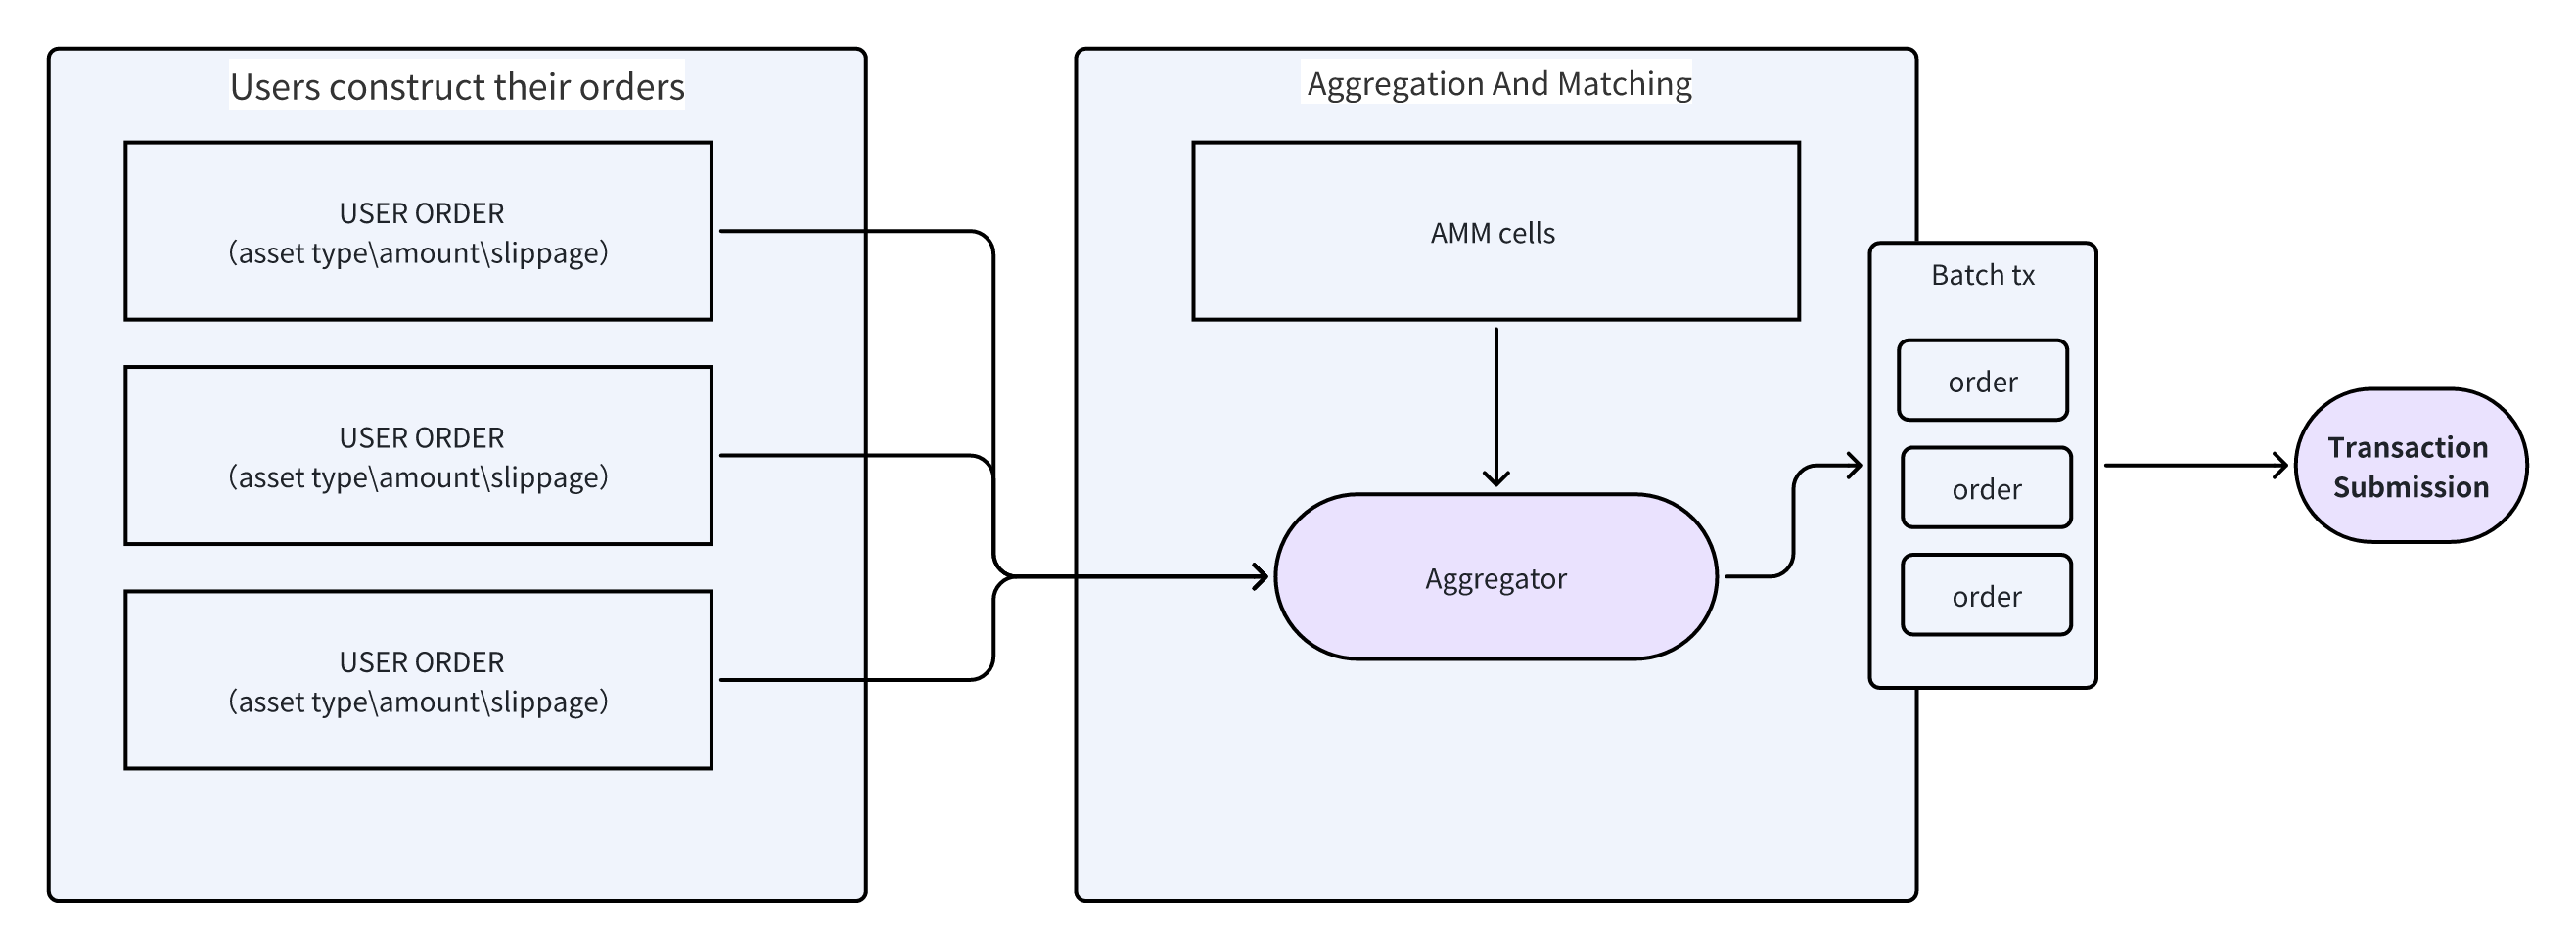 Users construct their orders
USER ORDER
（asset type\amount\slippage）
USER ORDER
（asset type\amount\slippage）
USER ORDER
（asset type\amount\slippage）
Aggregation And Matching
AMM cells
Aggregator
Batch tx
order
order
order
Transaction
Submission